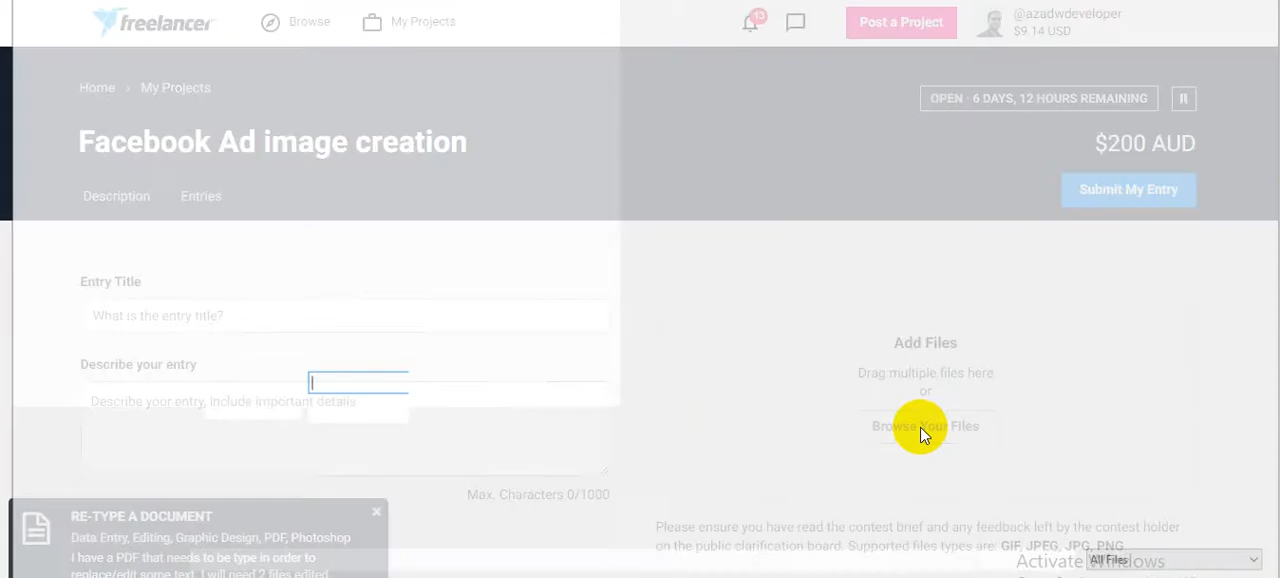 freelancer
Browse
My Projects
13
Post a Project
@azadwdeveloper
$9.14 USD
Home > My Projects
OPEN - 6 DAYS, 12 HOURS REMAINING
Facebook Ad image creation
$200 AUD
Description
Entries
Submit My Entry
Entry Title
What is the entry title?
Describe your entry
Describe your entry, include important details
Max. Characters 0/1000
Add Files
Drag multiple files here
or
Browse Your Files
Please ensure you have read the contest brief and any feedback left by the contest holder
on the public clarification board. Supported files types are: GIF, JPEG, JPG, PNG
All Files
Activate Windows
RE-TYPE A DOCUMENT
Data Entry, Editing, Graphic Design, PDF, Photoshop
I have a PDF that needs to be type in order to
replace/edit some text. I will need 2 files edited